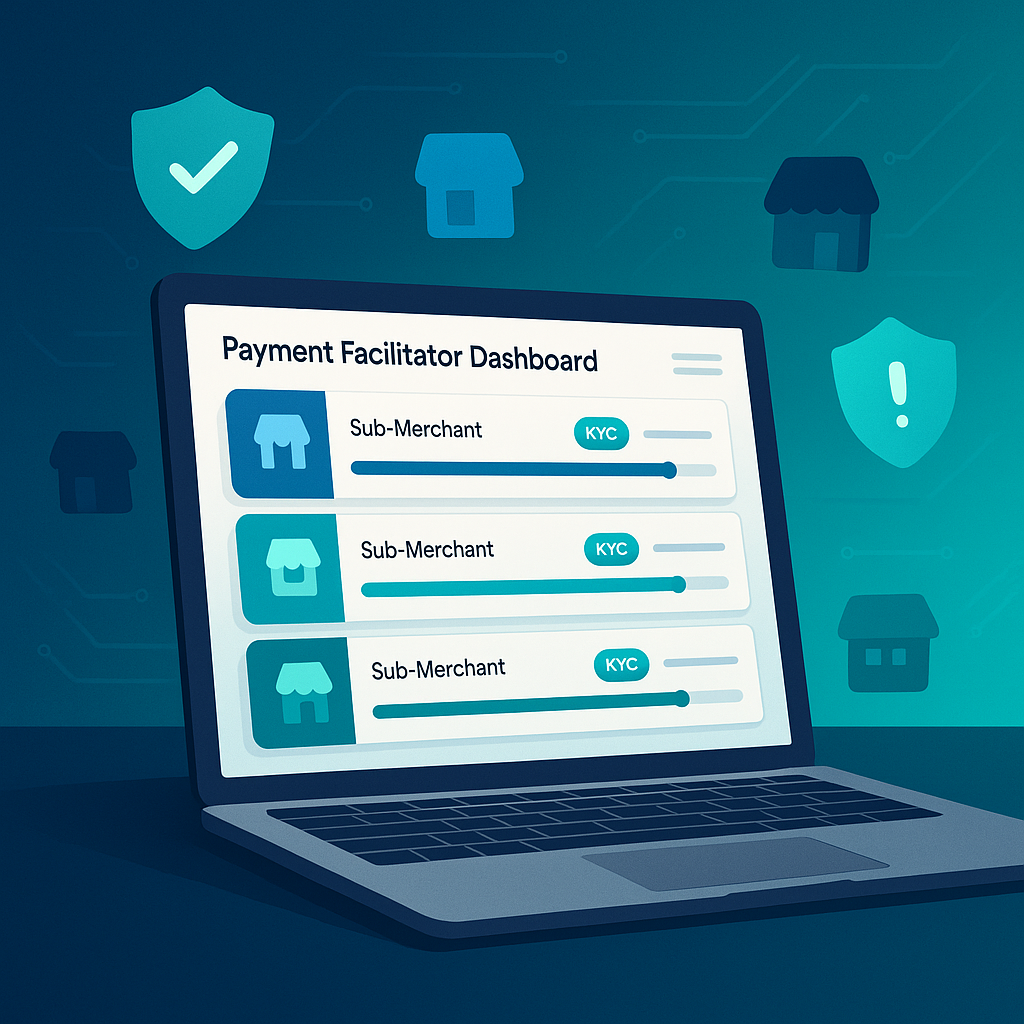 Payment Facilitator Dashboard
Sub-Merchant
KYC
Sub-Merchant
KYC
Sub-Merchant
KYC